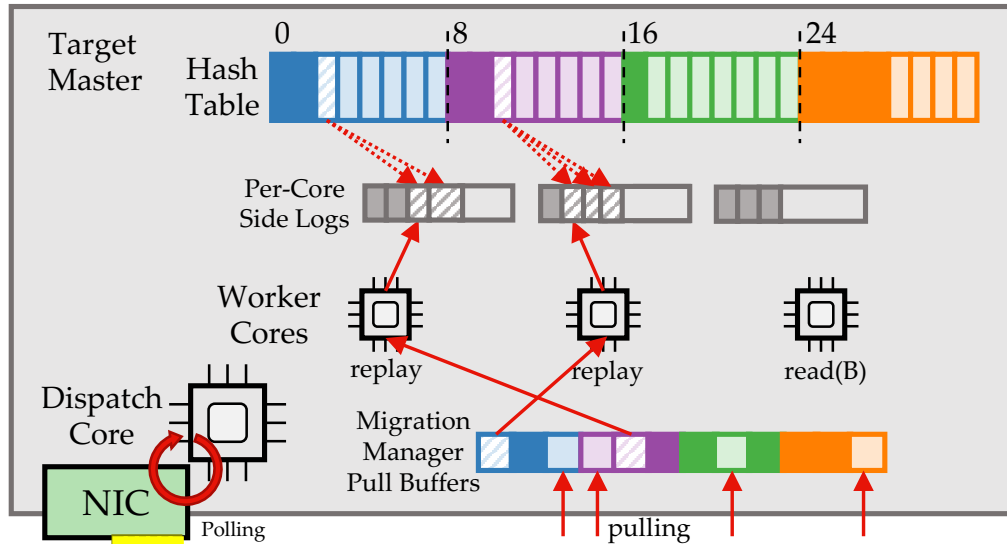 0 8 16 24
Target
Master
Hash
Table
Per-Core
Side Logs
Worker
Cores
replay replay read(B)
Dispatch
Core
Migration
Manager
Pull Buffers
NIC
Polling
pulling